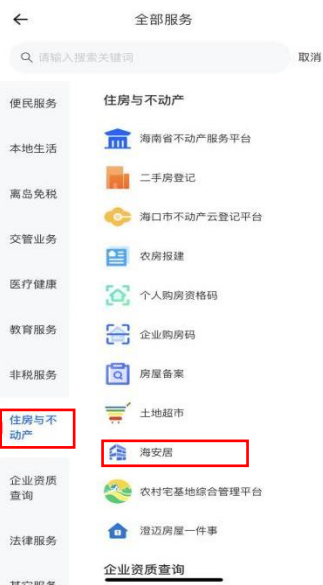 全部服务
请输入搜索关键词
取消
便民服务
本地生活
离岛免税
交管业务
医疗健康
教育服务
非税服务
住房与不
动产
企业资质
查询
法律服务
其它服务
住房与不动产
海南省不动产服务平台
二手房登记
海口市不动产云登记平台
农房报建
个人购房资格码
企业购房码
房屋备案
土地超市
海安居
农村宅基地综合管理平台
澄迈房屋一件事
企业资质查询